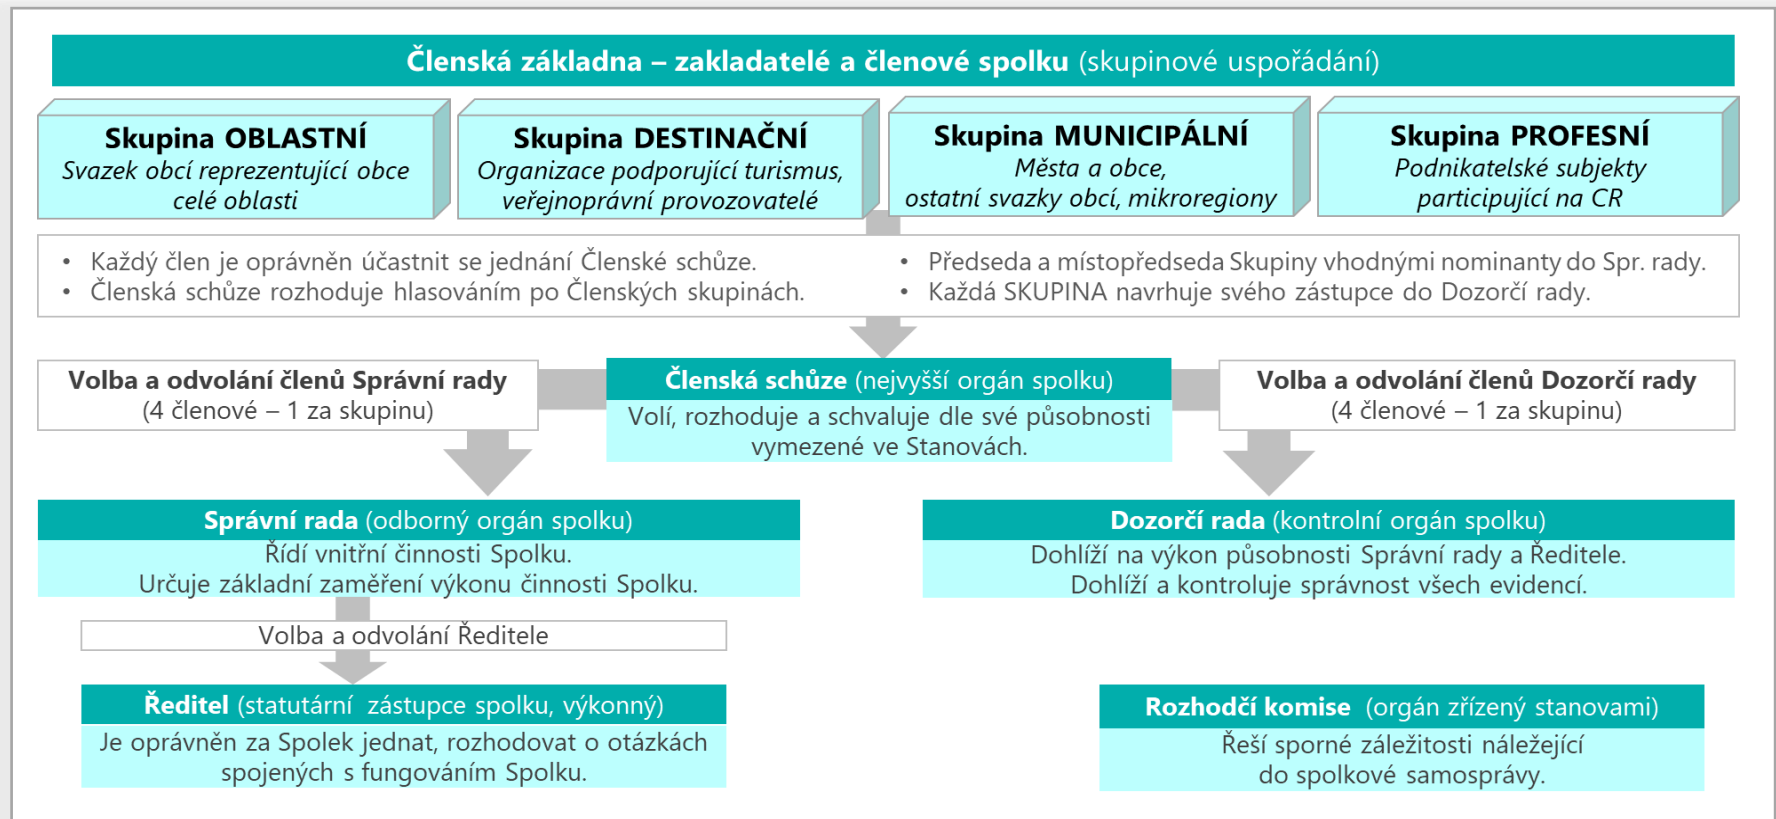 Členská základna – zakladatelé a členové spolku (skupinové uspořádání)
Skupina OBLASTNÍ
Svazek obcí reprezentující obce
celé oblasti
Skupina DESTINAČNÍ
Organizace podporující turismus,
veřejnoprávní provozovatelé
Skupina MUNICIPÁLNÍ
Města a obce,
ostatní svazky obcí, mikroregiony
Skupina PROFESNÍ
Podnikatelské subjekty
participující na CR
• Každý člen je oprávněn účastnit se jednání Členské schůze.
• Členská schůze rozhoduje hlasováním po Členských skupinách.
• Předseda a místopředseda Skupiny vhodnými nominanty do Spr. rady.
• Každá SKUPINA navrhuje svého zástupce do Dozorčí rady.
Volba a odvolání členů Správní rady
(4 členové – 1 za skupinu)
Členská schůze (nejvyšší orgán spolku)
Volí, rozhoduje a schvaluje dle své působnosti
vymezené ve Stanovách.
Volba a odvolání členů Dozorčí rady
(4 členové – 1 za skupinu)
Správní rada (odborný orgán spolku)
Řídí vnitřní činnosti Spolku.
Určuje základní zaměření výkonu činnosti Spolku.
Dozorčí rada (kontrolní orgán spolku)
Dohlíží na výkon působnosti Správní rady a Ředitele.
Dohlíží a kontroluje správnost všech evidencí.
Volba a odvolání Ředitele
Ředitel (statutární zástupce spolku, výkonný)
Je oprávněn za Spolek jednat, rozhodovat o otázkách
spojených s fungováním Spolku.
Rozhodčí komise (orgán zřízený stanovami)
Řeší sporné záležitosti náležející
do spolkové samosprávy.